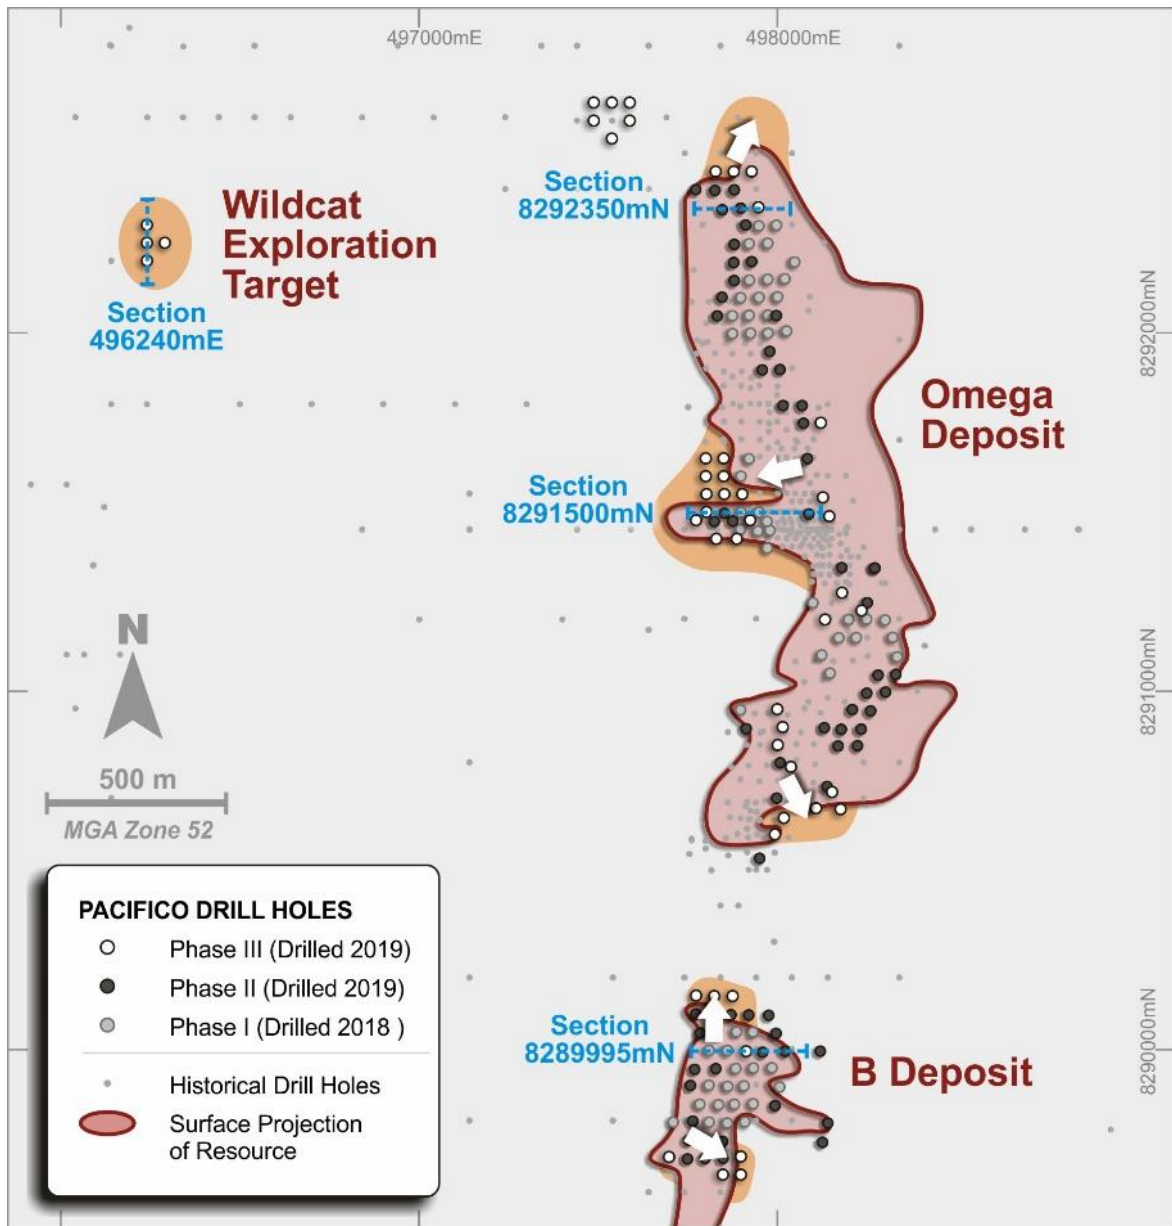 497000mE
498000mE
Section
8292350mN
Wildcat
Exploration
Target
Section
496240mE
8292000mN
Omega
Deposit
Section
8291500mN
N
8291000mN
500 m
MGA Zone 52
PACIFICO DRILL HOLES
Phase III (Drilled 2019)
Phase II (Drilled 2019)
Phase I (Drilled 2018 )
Historical Drill Holes
Surface Projection
of Resource
Section
8289995mN
8290000mN
B Deposit